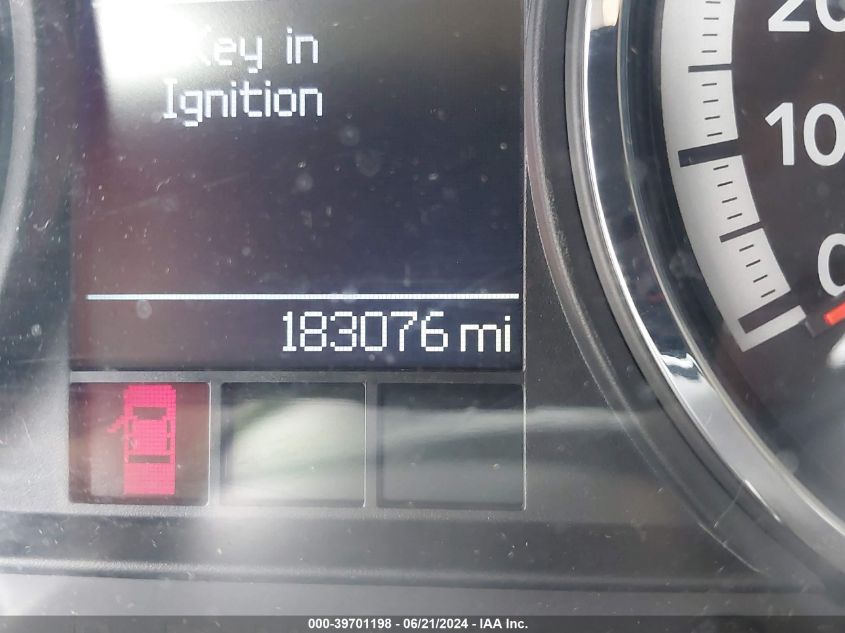 Key in
Ignition
183076 mi
20
10
0
000-39701198 - 06/21/2024 - IAA Inc.